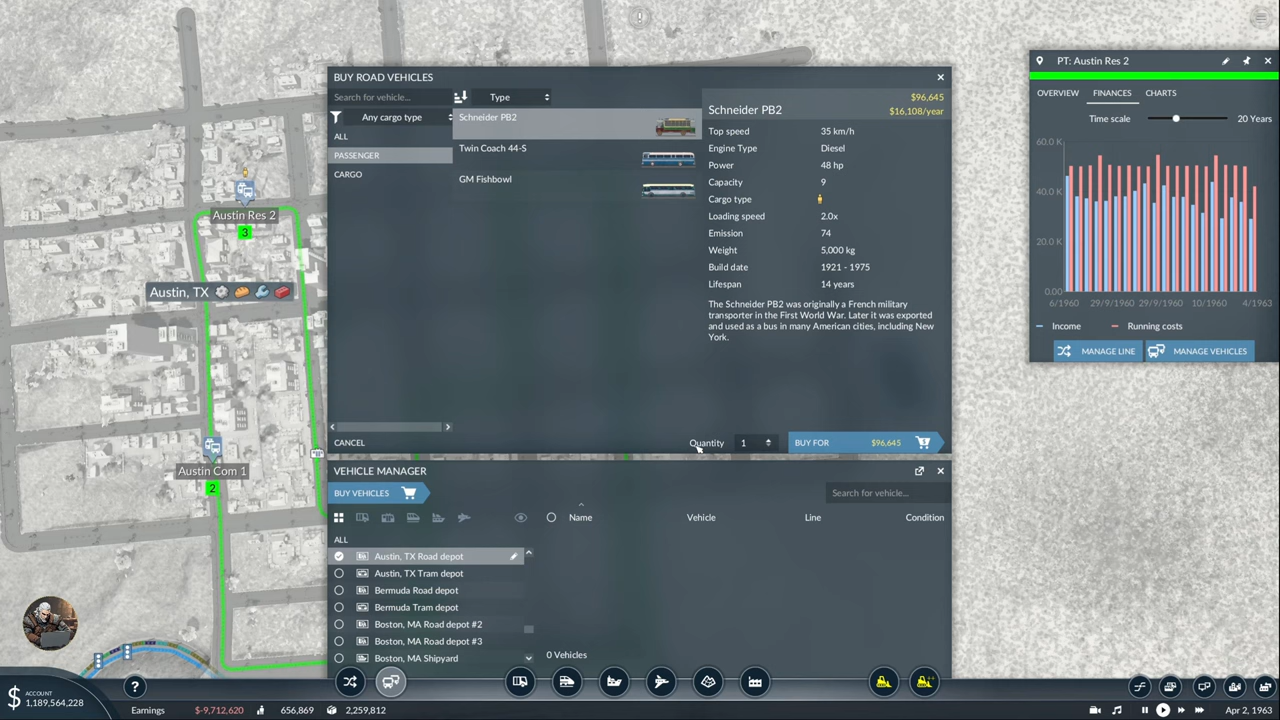 BUY ROAD VEHICLES
Search for vehicle...
Type
Any cargo type
ALL
PASSENGER
CARGO
Schneider PB2
Twin Coach 44-S
GM Fishbowl
$96,645
Schneider PB2
$16,108/year
Top speed 35 km/h
Engine Type Diesel
Power 48 hp
Capacity 9
Cargo type
Loading speed 2.0x
Emission 74
Weight 5,000 kg
Build date 1921 - 1975
Lifespan 14 years
The Schneider PB2 was originally a French military
transporter in the First World War. Later it was exported
and used as a bus in many American cities, including New
York.
CANCEL
Quantity 1
BUY FOR $96,645
VEHICLE MANAGER
BUY VEHICLES
Search for vehicle...
Name Vehicle Line Condition
ALL
Austin, TX Road depot
Austin, TX Tram depot
Bermuda Road depot
Bermuda Tram depot
Boston, MA Road depot #2
Boston, MA Road depot #3
Boston, MA Shipyard
0 Vehicles
PT: Austin Res 2
OVERVIEW FINANCES CHARTS
Time scale 20 Years
60.0 K
40.0 K
20.0 K
0.00
6/1960 29/9/1960 29/9/1960 10/1960 4/1963
Income Running costs
MANAGE LINE
MANAGE VEHICLES
Austin Res 2
3
Austin, TX
Austin Com 1
2
$ ACCOUNT
1,189,564,228
?
Earnings $-9,712,620 656,869 2,259,812
Apr 2, 1963